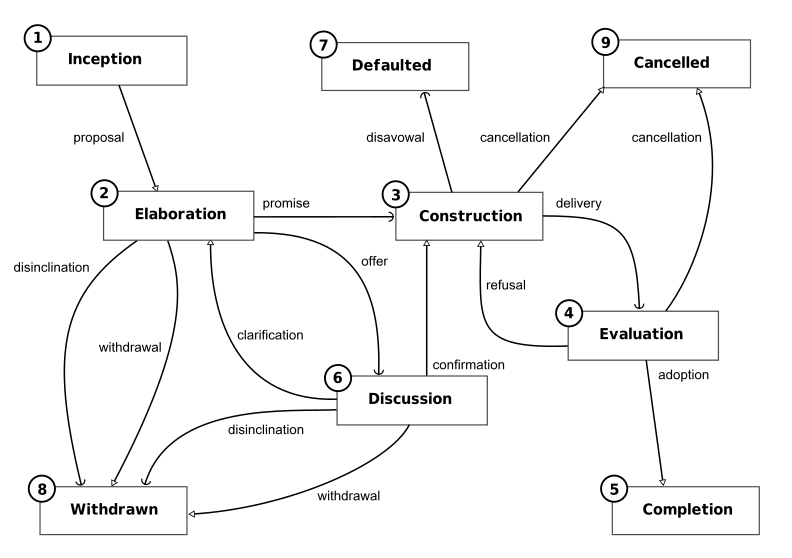 1
Inception
7
Defaulted
9
Cancelled
proposal
disavowal
cancellation
cancellation
2
Elaboration
promise
3
Construction
delivery
disinclination
offer
refusal
withdrawal
clarification
4
Evaluation
confirmation
adoption
6
Discussion
disinclination
withdrawal
8
Withdrawn
5
Completion